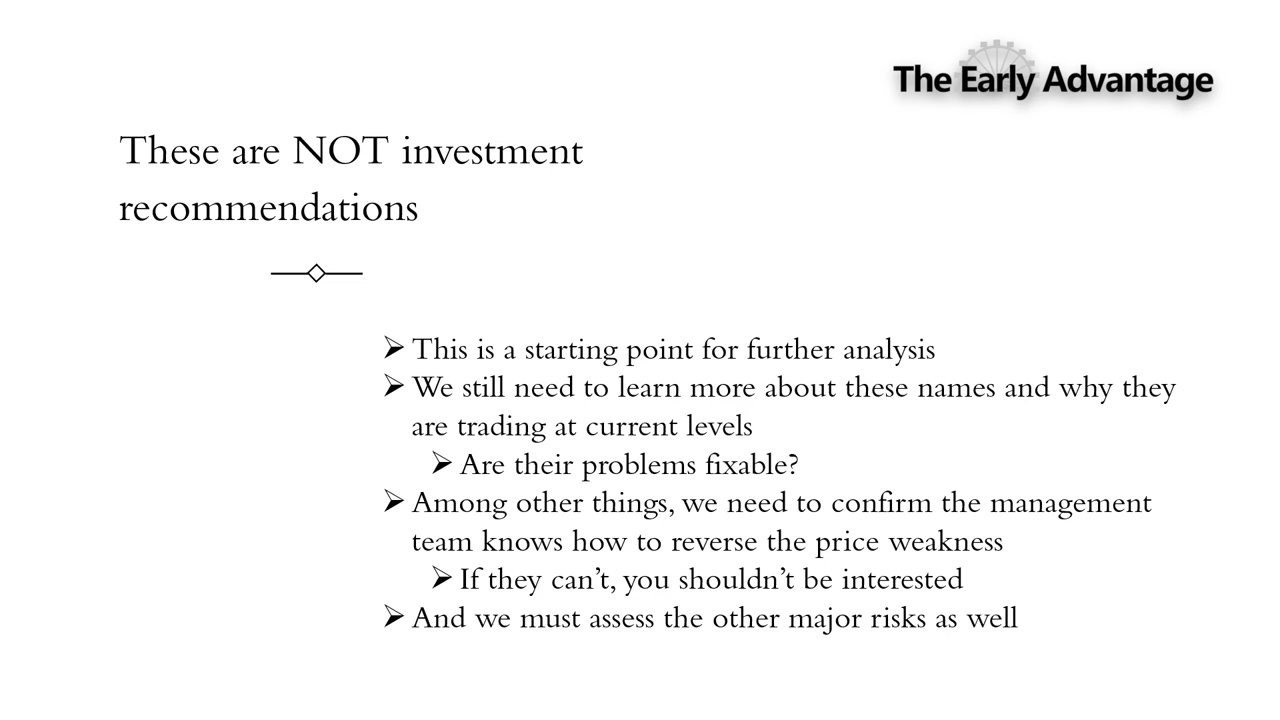 The Early Advantage
These are NOT investment
recommendations
➢ This is a starting point for further analysis
➢ We still need to learn more about these names and why they
are trading at current levels
➢ Are their problems fixable?
➢ Among other things, we need to confirm the management
team knows how to reverse the price weakness
➢ If they can’t, you shouldn’t be interested
➢ And we must assess the other major risks as well